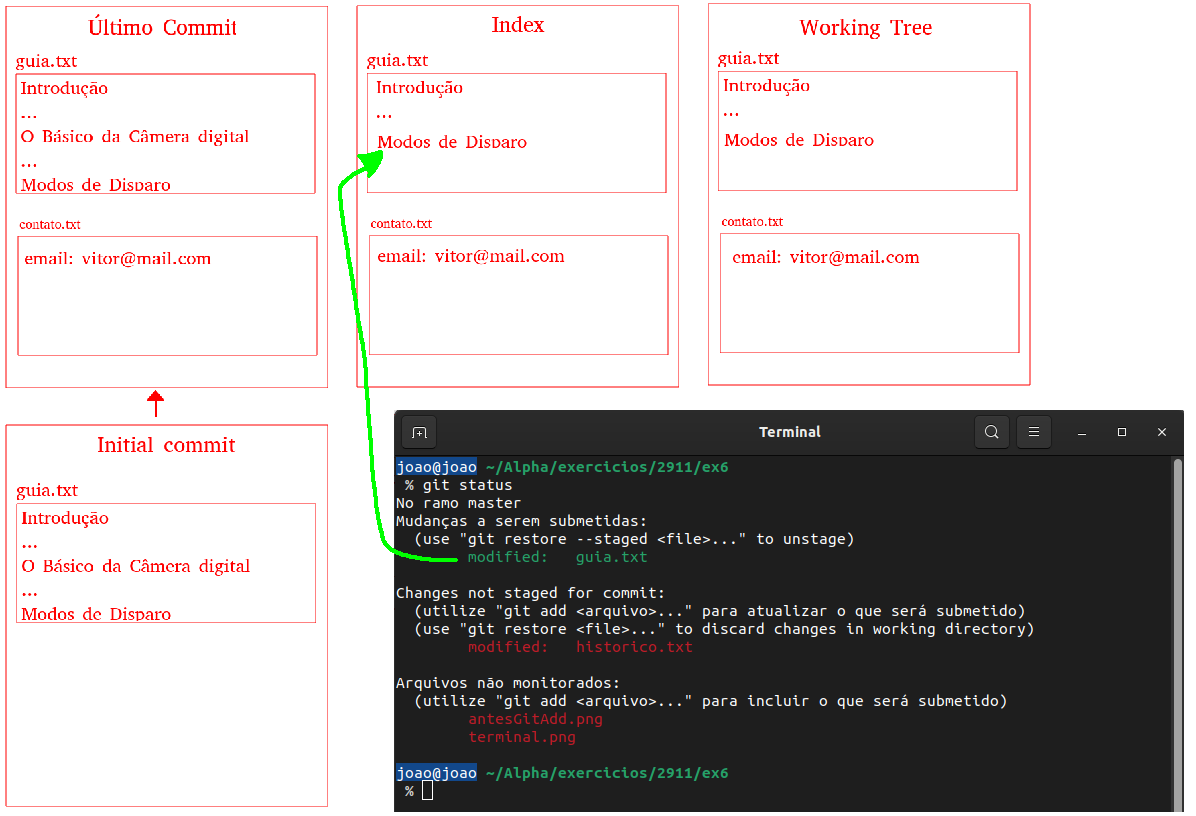 Último Commit
guia.txt
Introdução
...
O Básico da Câmera digital
...
Modos de Disparo
contato.txt
email: vitor@mail.com
Index
guia.txt
Introdução
...
Modos de Disparo
contato.txt
email: vitor@mail.com
Working Tree
guia.txt
Introdução
...
Modos de Disparo
contato.txt
email: vitor@mail.com
Initial commit
guia.txt
Introdução
...
O Básico da Câmera digital
...
Modos de Disparo
Terminal
joao@joao ~/Alpha/exercicios/2911/ex6
% git status
No ramo master
Mudanças a serem submetidas:
(use "git restore --staged <file>..." to unstage)
modified: guia.txt
Changes not staged for commit:
(utilize "git add <arquivo>..." para atualizar o que será submetido)
(use "git restore <file>..." to discard changes in working directory)
modified: historico.txt
Arquivos não monitorados:
(utilize "git add <arquivo>..." para incluir o que será submetido)
antesGitAdd.png
terminal.png
joao@joao ~/Alpha/exercicios/2911/ex6
%